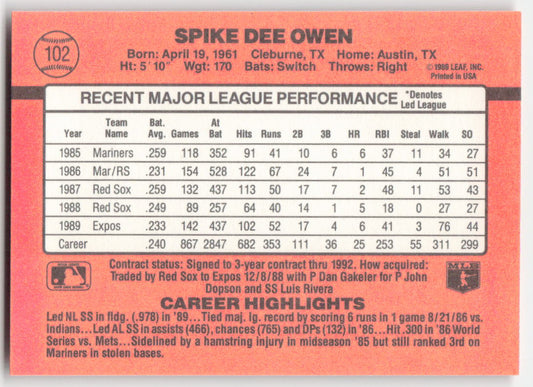 102
SPIKE DEE OWEN
Born: April 19, 1961 Cleburne, TX Home: Austin, TX
Ht: 5' 10" Wgt: 170 Bats: Switch Throws: Right
©1989 LEAF, INC.
Printed in USA
RECENT MAJOR LEAGUE PERFORMANCE *Denotes Led League
Year Team Name Bat. Avg. Games At Bat Hits Runs 2B 3B HR RBI Steal Walk SO
1985 Mariners .259 118 352 91 41 10 6 6 37 11 34 27
1986 Mar/RS .231 154 528 122 67 24 7 1 45 4 51 51
1987 Red Sox .259 132 437 113 50 17 7 2 48 11 53 43
1988 Red Sox .249 89 257 64 40 14 1 5 18 0 27 27
1989 Expos .233 142 437 102 52 17 4 6 41 3 76 44
Career .240 867 2847 682 353 111 36 25 253 55 311 299
Contract status: Signed to 3-year contract thru 1992. How acquired:
Traded by Red Sox to Expos 12/8/88 with P Dan Gakeler for P John
Dopson and SS Luis Rivera
MLB
CAREER HIGHLIGHTS
Led NL SS in fldg. (.978) in '89...Tied maj. lg. record by scoring 6 runs in 1 game 8/21/86 vs.
Indians...Led AL SS in assists (466), chances (765) and DPs (132) in '86...Hit .300 in '86 World
Series vs. Mets...Sidelined by a hamstring injury in midseason '85 but still ranked 3rd on
Mariners in stolen bases.